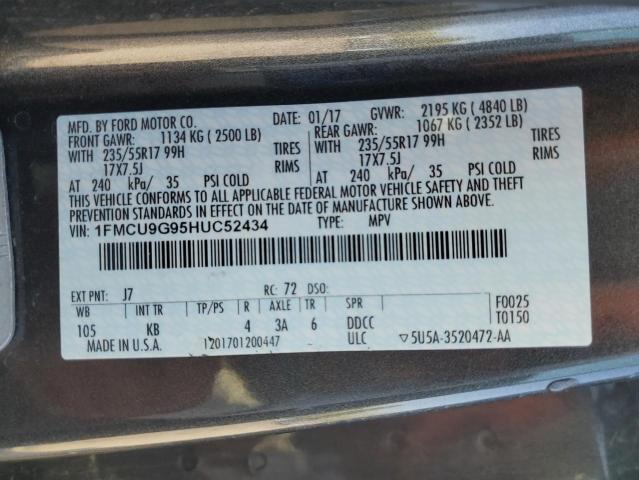 MFD. BY FORD MOTOR CO. DATE: 01/17 GVWR: 2195 KG ( 4840 LB)
FRONT GAWR: 1134 KG ( 2500 LB) REAR GAWR: 1067 KG ( 2352 LB)
WITH 235/55R17 99H TIRES WITH 235/55R17 99H TIRES
17X7.5J RIMS 17X7.5J RIMS
AT 240 kPa/ 35 PSI COLD AT 240 kPa/ 35 PSI COLD
THIS VEHICLE CONFORMS TO ALL APPLICABLE FEDERAL MOTOR VEHICLE SAFETY AND THEFT
PREVENTION STANDARDS IN EFFECT ON THE DATE OF MANUFACTURE SHOWN ABOVE.
VIN: 1FMCU9G95HUC52434 TYPE: MPV
EXT PNT: J7 RC: 72 DSO: F0025
WB INT TR TP/PS R AXLE TR SPR T0150
105 KB 4 3A 6 DDCC
MADE IN U.S.A. 1201701200447 ULC ▽5U5A-3520472-AA